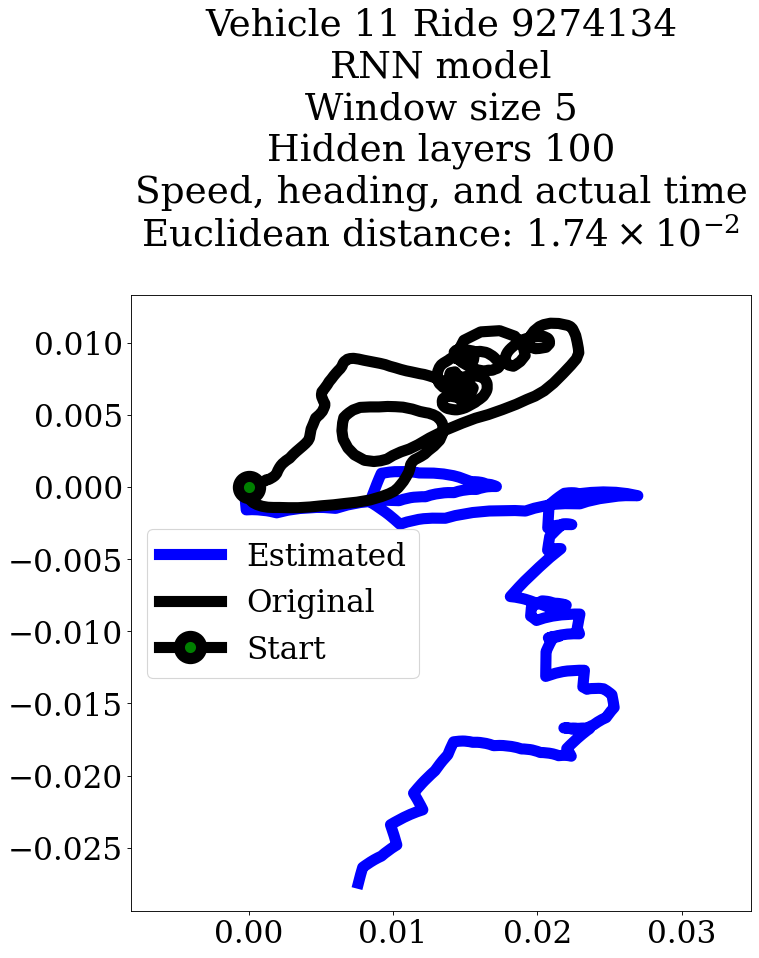 Vehicle 11 Ride 9274134
RNN model
Window size 5
Hidden layers 100
Speed, heading, and actual time
Euclidean distance: 1.74 × 10⁻²
0.010
0.005
0.000
−0.005
−0.010
−0.015
−0.020
−0.025
Estimated
Original
Start
0.00 0.01 0.02 0.03